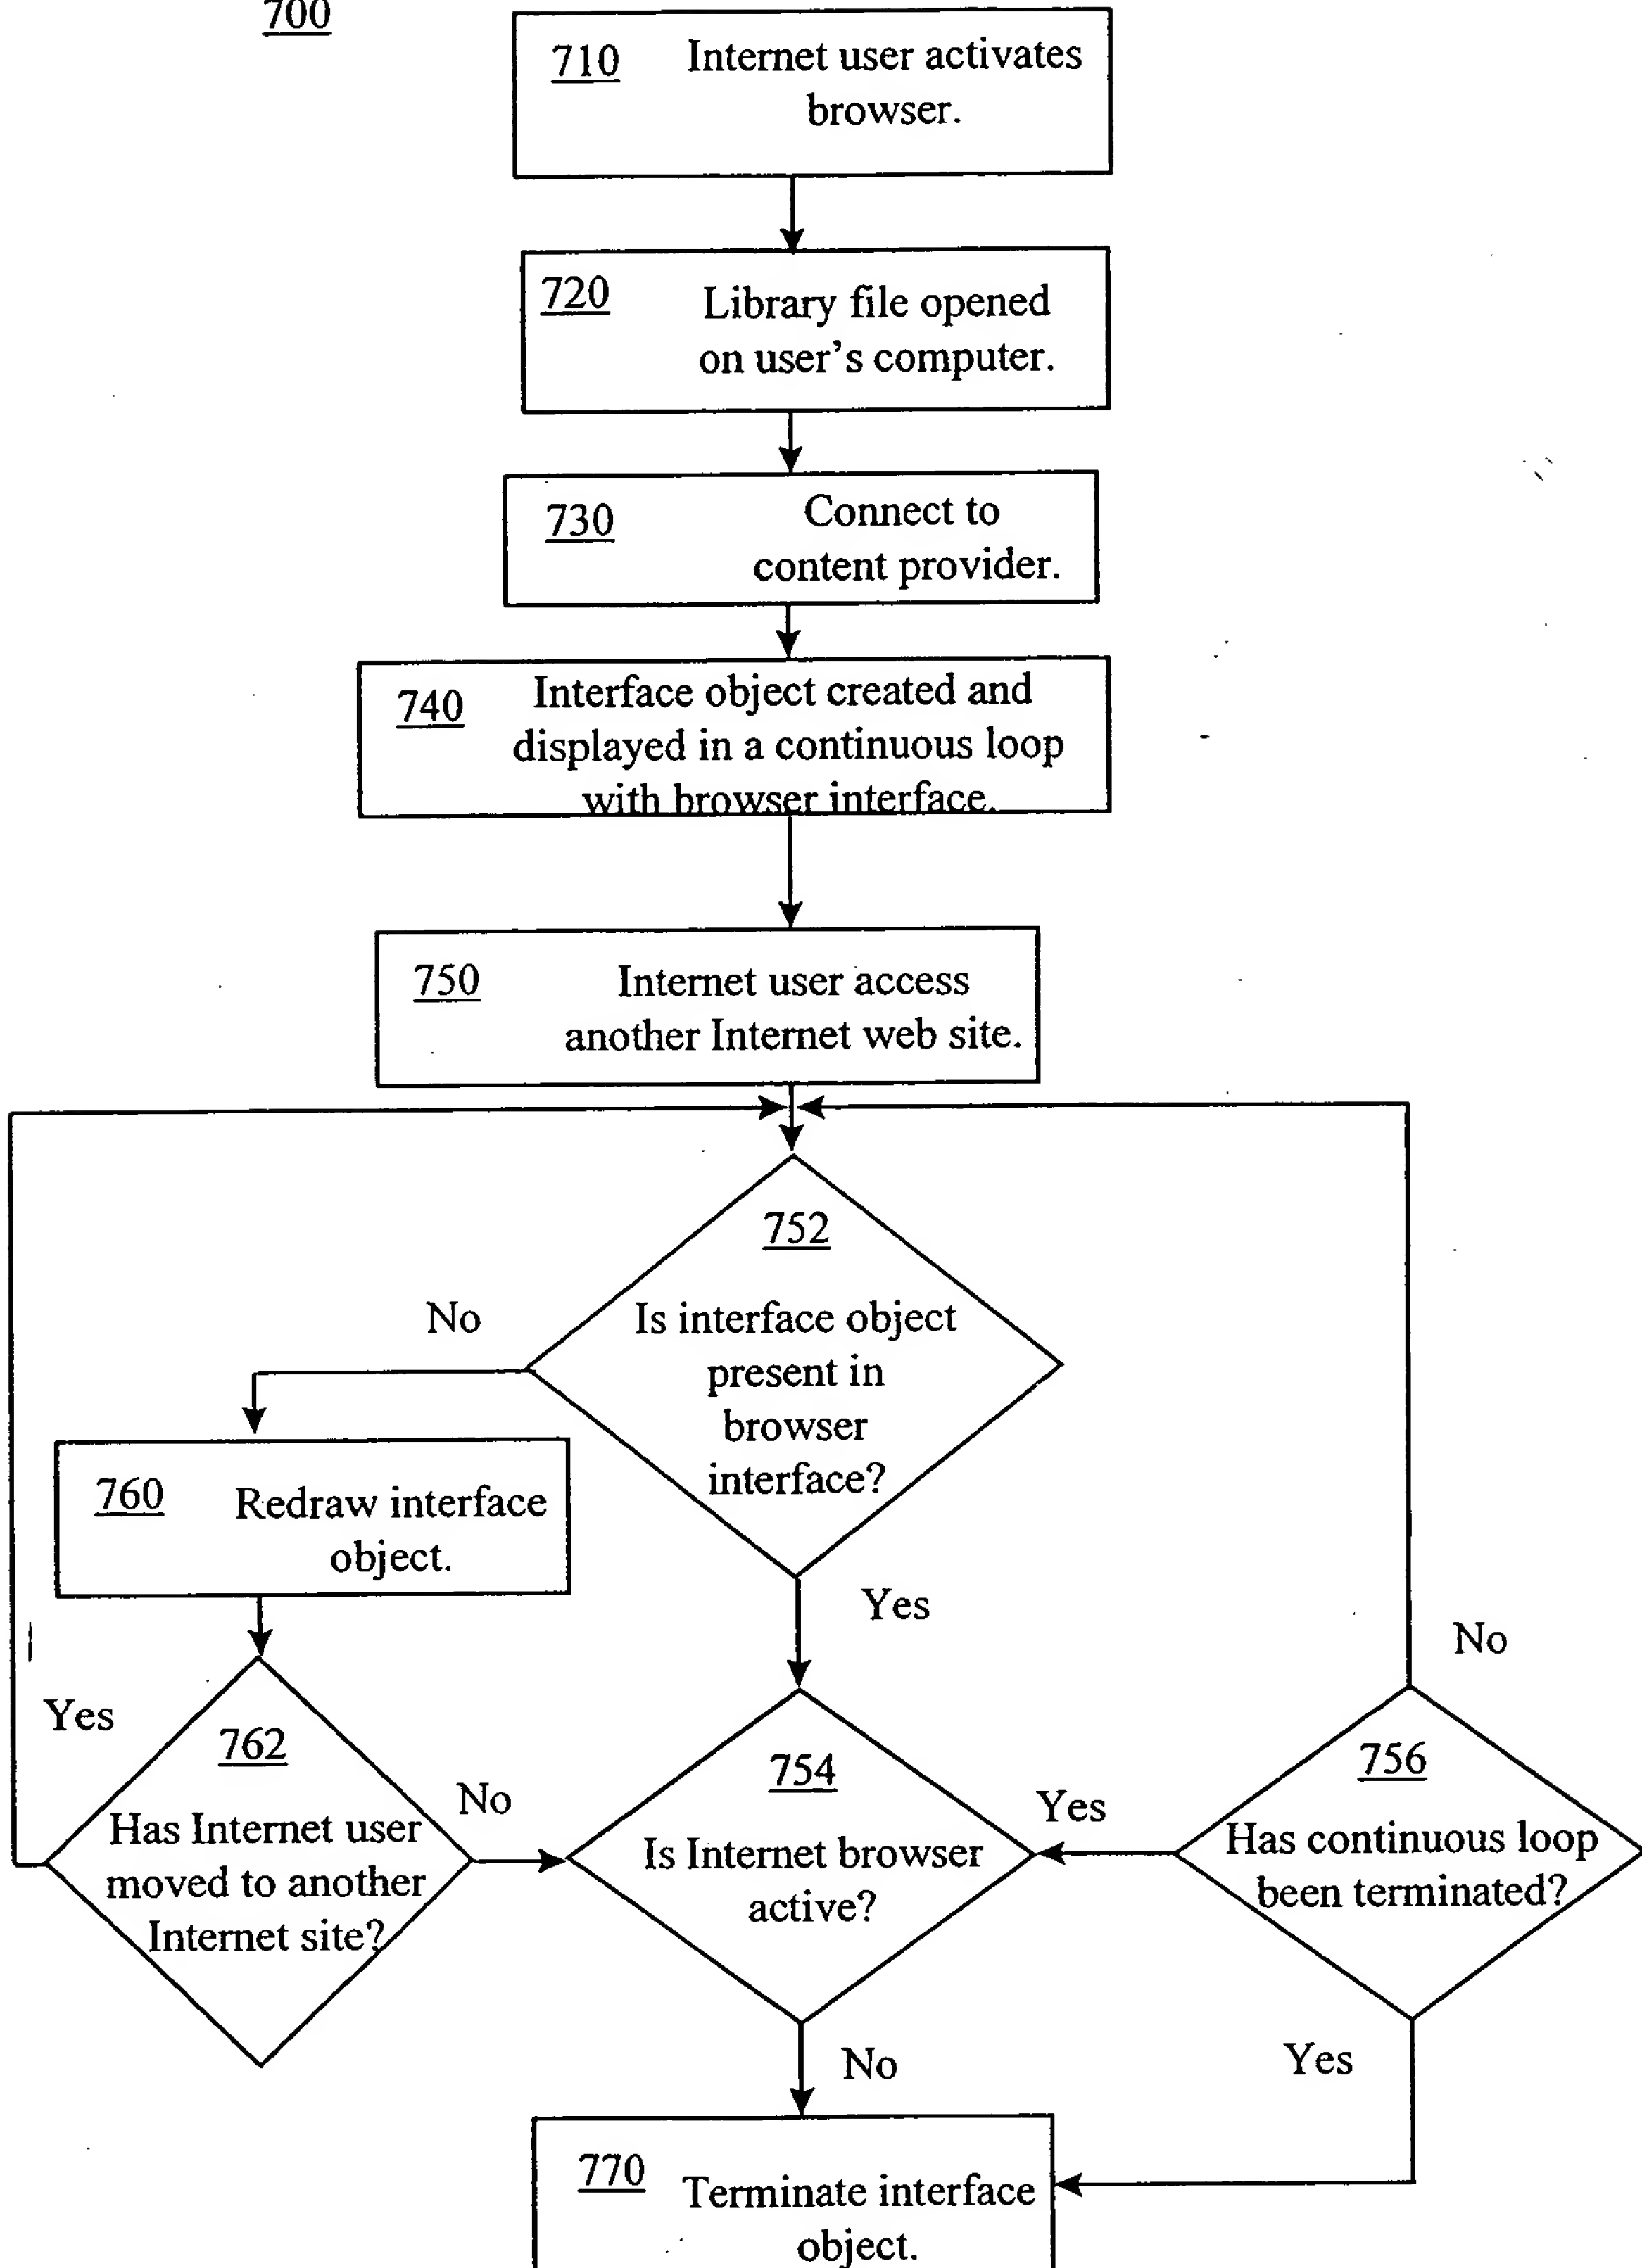 700
710 Internet user activates
browser.
720 Library file opened
on user's computer.
730 Connect to
content provider.
740 Interface object created and
displayed in a continuous loop
with browser interface.
750 Internet user access
another Internet web site.
752
Is interface object
present in
browser
interface?
No
Yes
760 Redraw interface
object.
Yes
762
Has Internet user
moved to another
Internet site?
No
754
Is Internet browser
active?
Yes
No
756
Has continuous loop
been terminated?
No
Yes
770 Terminate interface
object.